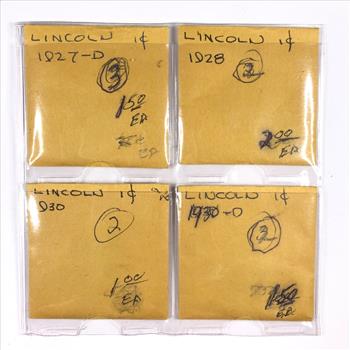 LINCOLN 1¢
1927-D
3
1.50
EA
LINCOLN 1¢
1928
2
2.00
EA
LINCOLN 1¢
1930
2
1.00
EA
LINCOLN 1¢
1930-D
3
1.50
EA